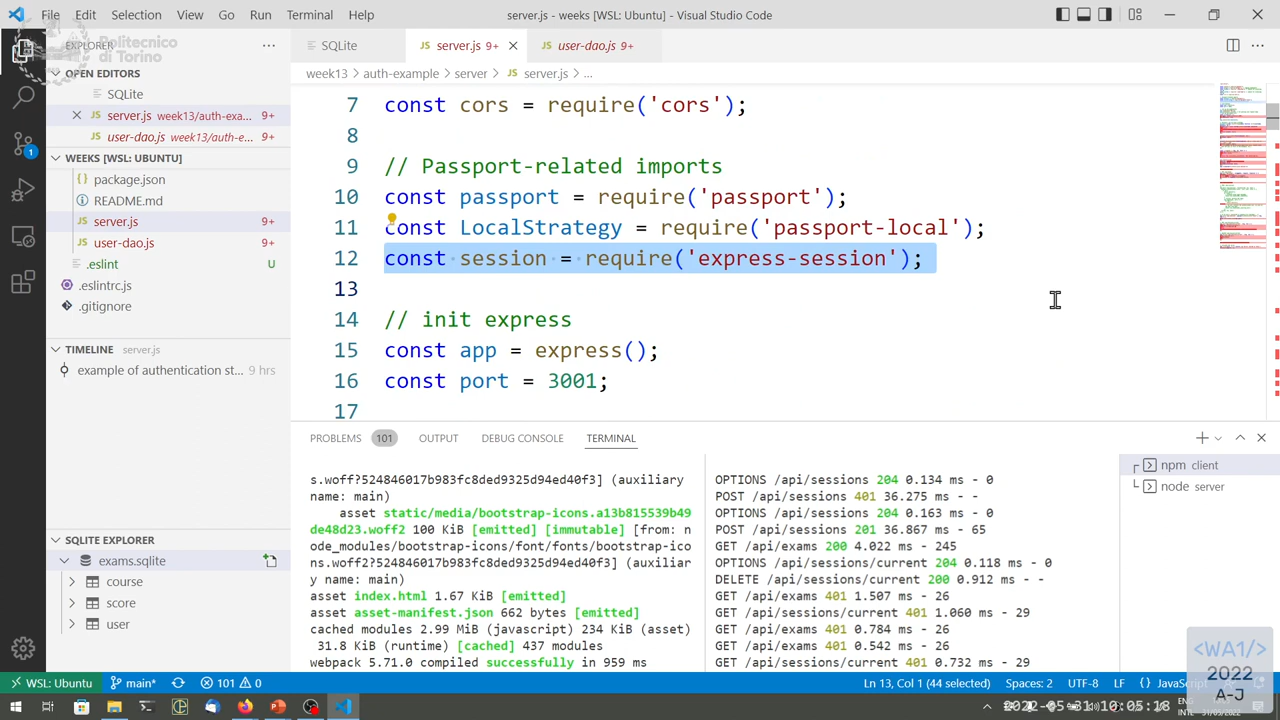 File Edit Selection View Go Run Terminal Help
server.js - weeks [WSL: Ubuntu] - Visual Studio Code
EXPLORER
Politecnico
di Torino
OPEN EDITORS
SQLite
server.js week13/auth-exa... 9+
user-dao.js week13/auth-e... 9+
WEEKS [WSL: UBUNTU]
README.md
user-dao.js 9+
.eslintrc.js
.gitignore
TIMELINE server.js
example of authentication st... 9 hrs
SQLITE EXPLORER
exams.sqlite
course
score
user
SQLite
JS server.js 9+
JS user-dao.js 9+
week13 > auth-example > server > JS server.js > ...
7 const cors = require('cors');
8
9 // Passport-related imports
10 const passport = require('passport');
11 const LocalStrategy = require('passport-local');
12 const session = require('express-session');
13
14 // init express
15 const app = express();
16 const port = 3001;
17
PROBLEMS 101 OUTPUT DEBUG CONSOLE TERMINAL
s.woff?524846017b983fc8ded9325d94ed40f3] (auxiliary
name: main)
asset static/media/bootstrap-icons.a13b815539b49
de48d23.woff2 100 KiB [emitted] [immutable] [from: n
ode_modules/bootstrap-icons/font/fonts/bootstrap-ico
ns.woff2?524846017b983fc8ded9325d94ed40f3] (auxiliar
y name: main)
asset index.html 1.67 KiB [emitted]
asset asset-manifest.json 662 bytes [emitted]
cached modules 2.99 MiB (javascript) 234 KiB (asset)
31.8 KiB (runtime) [cached] 437 modules
webpack 5.71.0 compiled successfully in 959 ms
OPTIONS /api/sessions 204 0.134 ms - 0
POST /api/sessions 401 36.275 ms - -
OPTIONS /api/sessions 204 0.163 ms - 0
POST /api/sessions 201 36.867 ms - 65
GET /api/exams 200 4.022 ms - 245
OPTIONS /api/sessions/current 204 0.118 ms - 0
DELETE /api/sessions/current 200 0.912 ms - -
GET /api/exams 401 1.507 ms - 26
GET /api/sessions/current 401 1.060 ms - 29
GET /api/exams 401 0.784 ms - 26
GET /api/exams 401 0.542 ms - 26
GET /api/sessions/current 401 0.732 ms - 29
npm client
node server
<WA1/>
2022
A-J
WSL: Ubuntu main* 101 0
Ln 13, Col 1 (44 selected) Spaces: 2 UTF-8 LF {} JavaScript
2022-05-31 10:05:18